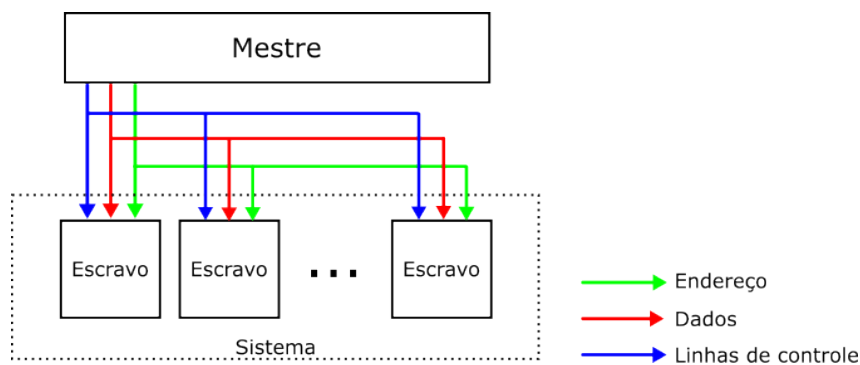 Mestre
Escravo
Escravo
...
Escravo
Sistema
Endereço
Dados
Linhas de controle